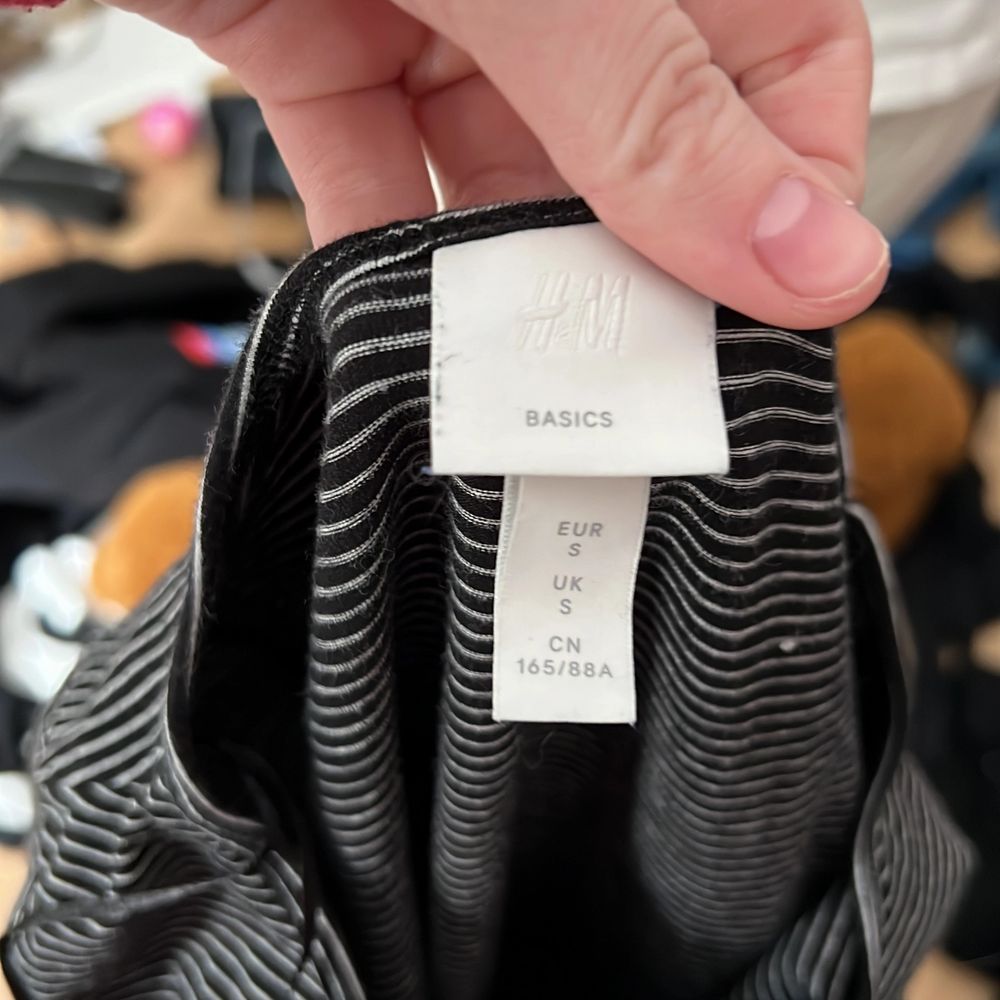 H&M
BASICS
EUR
S
UK
S
CN
165/88A